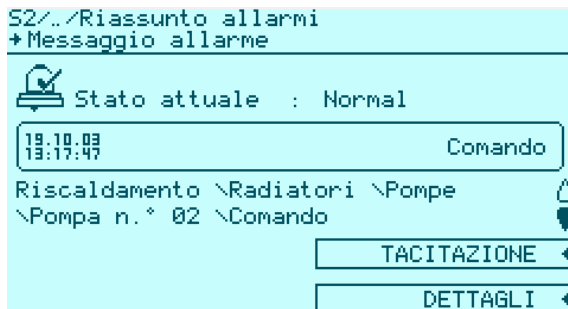 S2/../Riassunto allarmi
Messaggio allarme
Stato attuale : Normal
19.10.03
13:17:47
Comando
Riscaldamento \Radiatori \Pompe
\Pompa n.° 02 \Comando
TACITAZIONE
DETTAGLI